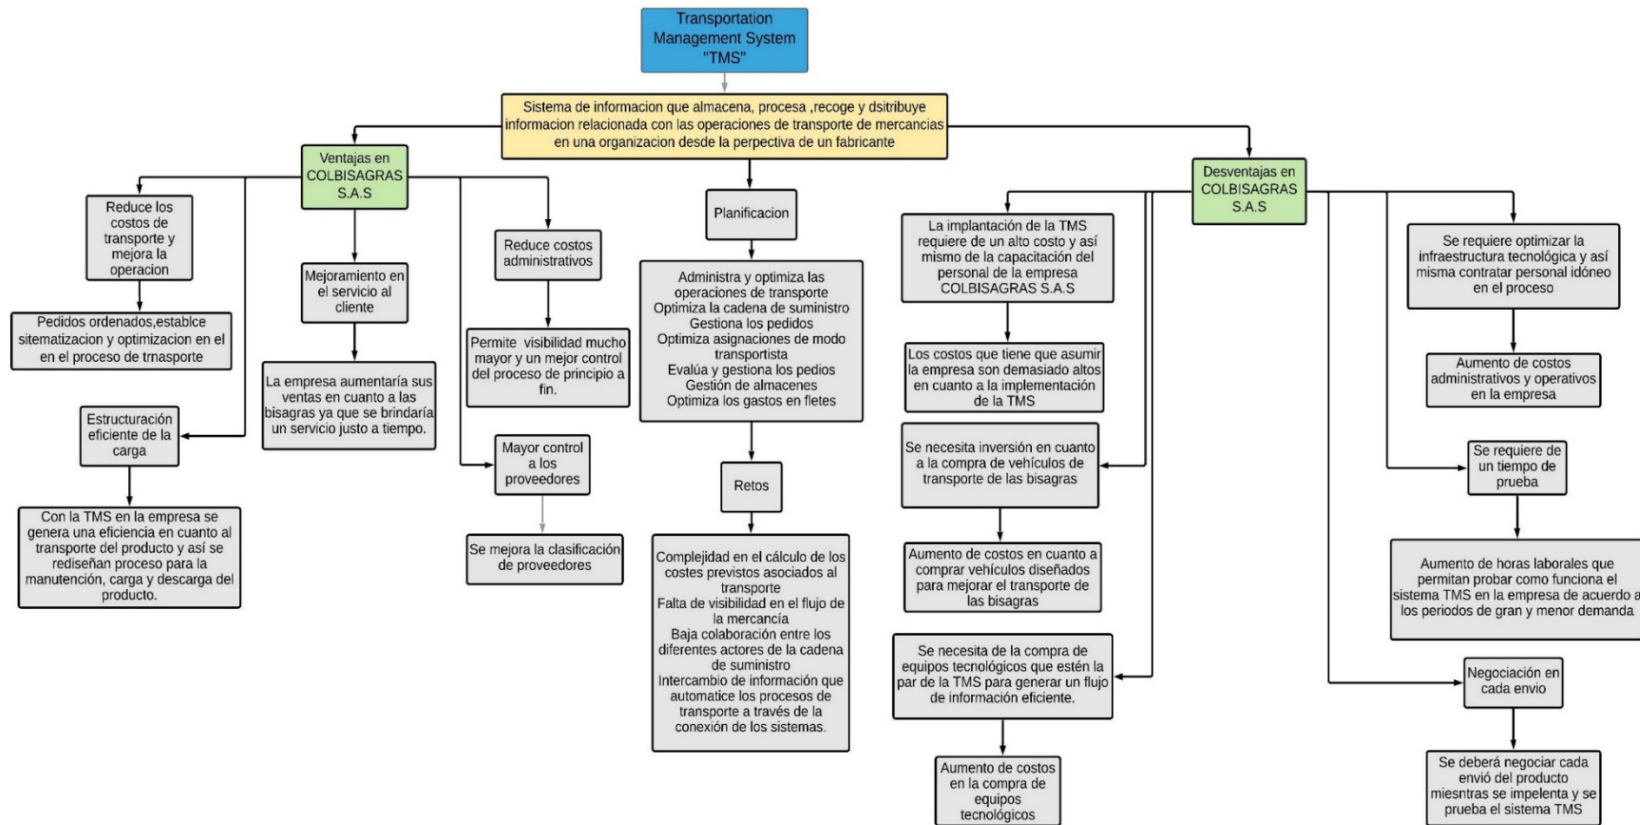 Transportation
Management System
"TMS"
Sistema de informacion que almacena, procesa ,recoge y dsitribuye
informacion relacionada con las operaciones de transporte de mercancias
en una organizacion desde la perpectiva de un fabricante
Ventajas en
COLBISAGRAS
S.A.S
Reduce los
costos de
transporte y
mejora la
operacion
Pedidos ordenados,establce
sitematizacion y optimizacion en el
en el proceso de trnasporte
Estructuración
eficiente de la
carga
Con la TMS en la empresa se
genera una eficiencia en cuanto al
transporte del producto y así se
rediseñan proceso para la
manutención, carga y descarga del
producto.
Mejoramiento en
el servicio al
cliente
La empresa aumentaría sus
ventas en cuanto a las
bisagras ya que se brindaría
un servicio justo a tiempo.
Reduce costos
administrativos
Permite visibilidad mucho
mayor y un mejor control
del proceso de principio a
fin.
Mayor control
a los
proveedores
Se mejora la clasificación
de proveedores
Planificacion
Administra y optimiza las
operaciones de transporte
Optimiza la cadena de suministro
Gestiona los pedidos
Optimiza asignaciones de modo
transportista
Evalúa y gestiona los pedios
Gestión de almacenes
Optimiza los gastos en fletes
Retos
Complejidad en el cálculo de los
costes previstos asociados al
transporte
Falta de visibilidad en el flujo de
la mercancía
Baja colaboración entre los
diferentes actores de la cadena
de suministro
Intercambio de información que
automatice los procesos de
transporte a través de la
conexión de los sistemas.
Desventajas en
COLBISAGRAS
S.A.S
La implantación de la TMS
requiere de un alto costo y así
mismo de la capacitación del
personal de la empresa
COLBISAGRAS S.A.S
Los costos que tiene que asumir
la empresa son demasiado altos
en cuanto a la implementación
de la TMS
Se necesita inversión en cuanto
a la compra de vehículos de
transporte de las bisagras
Aumento de costos en cuanto a
comprar vehículos diseñados
para mejorar el transporte de
las bisagras
Se necesita de la compra de
equipos tecnológicos que estén la
par de la TMS para generar un flujo
de información eficiente.
Aumento de costos
en la compra de
equipos
tecnológicos
Se requiere optimizar la
infraestructura tecnológica y así
misma contratar personal idóneo
en el proceso
Aumento de costos
administrativos y operativos
en la empresa
Se requiere de
un tiempo de
prueba
Aumento de horas laborales que
permitan probar como funciona el
sistema TMS en la empresa de acuerdo a
los periodos de gran y menor demanda
Negociación en
cada envio
Se deberá negociar cada
envió del producto
miesntras se impelenta y se
prueba el sistema TMS